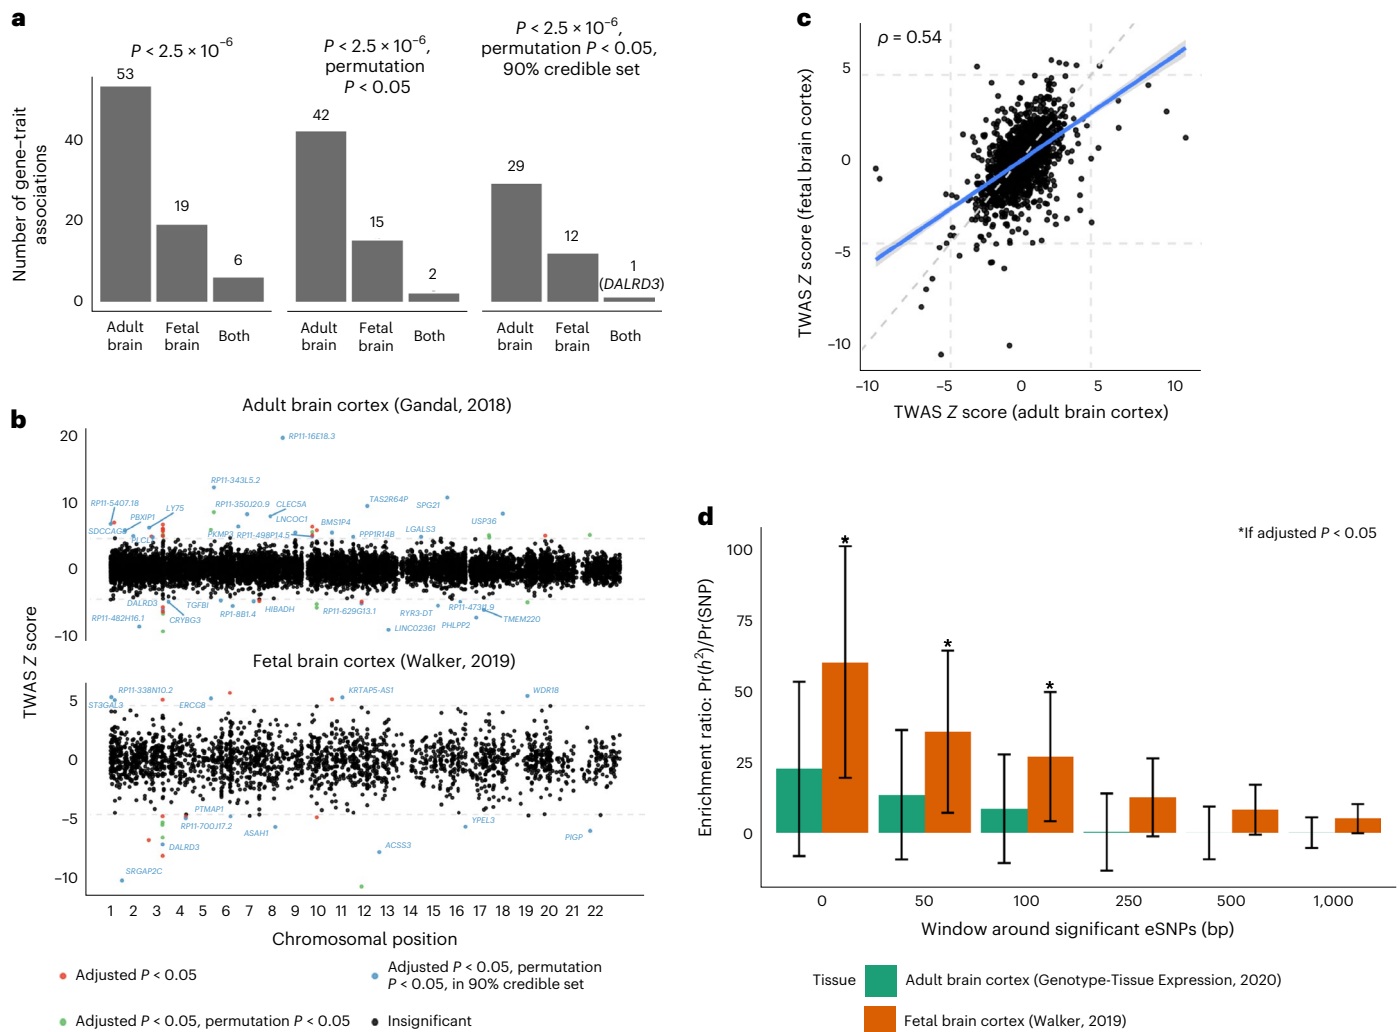 a
P < 2.5 × 10⁻⁶
P < 2.5 × 10⁻⁶,
permutation
P < 0.05
P < 2.5 × 10⁻⁶,
permutation P < 0.05,
90% credible set
Number of gene–trait
associations
40
20
0
53
19
6
42
15
2
29
12
1
(DALRD3)
Adult
brain
Fetal
brain
Both
Adult
brain
Fetal
brain
Both
Adult
brain
Fetal
brain
Both
b
Adult brain cortex (Gandal, 2018)
TWAS Z score
20
10
0
−10
RP11-16E18.3
RP11-343L5.2
RP11-5407.18
PBXIP1
LY75
SDCCAG8
PLCL1
RP11-350J20.9
CLEC5A
LNCOC1
PKMP3
RP11-498P14.5
BMS1P4
TAS2R64P
PPP1R14B
SPG21
LGALS3
USP36
DALRD3
TGFBI
CRYBG3
RP11-482H16.1
RP1-8B1.4
HIBADH
RP11-629G13.1
LINC02361
RYR3-DT
RP11-473I1.9
PHLPP2
TMEM220
Fetal brain cortex (Walker, 2019)
5
0
−5
−10
RP11-338N10.2
ST3GAL3
ERCC8
KRTAP5-AS1
WDR18
PTMAP1
RP11-700J17.2
DALRD3
ASAH1
SRGAP2C
ACSS3
YPEL3
PIGP
1 2 3 4 5 6 7 8 9 10 11 12 13 14 15 16 17 18 19 20 21 22
Chromosomal position
Adjusted P < 0.05
Adjusted P < 0.05, permutation
P < 0.05, in 90% credible set
Adjusted P < 0.05, permutation P < 0.05
Insignificant
c
ρ = 0.54
TWAS Z score (fetal brain cortex)
5
0
−5
−10
−10 −5 0 5 10
TWAS Z score (adult brain cortex)
d
*If adjusted P < 0.05
Enrichment ratio: Pr(h²)/Pr(SNP)
100
75
50
25
0
*
*
*
0 50 100 250 500 1,000
Window around significant eSNPs (bp)
Tissue
Adult brain cortex (Genotype-Tissue Expression, 2020)
Fetal brain cortex (Walker, 2019)